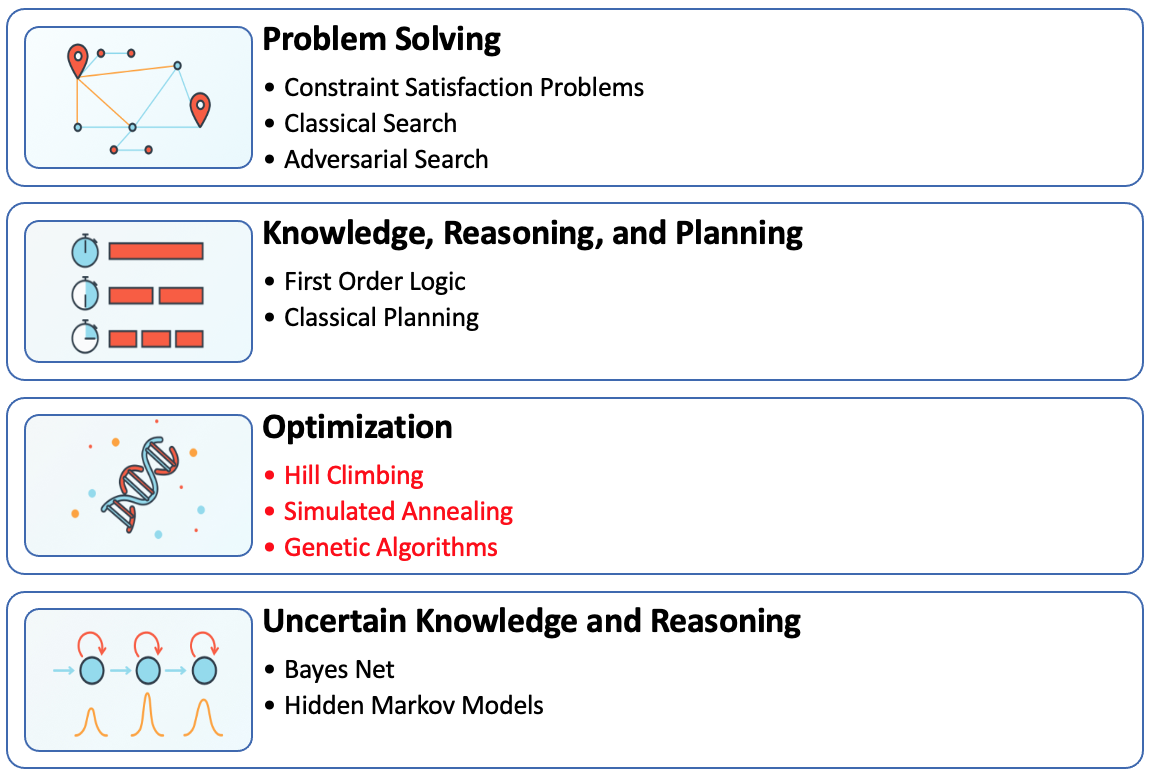 Problem Solving
• Constraint Satisfaction Problems
• Classical Search
• Adversarial Search
Knowledge, Reasoning, and Planning
• First Order Logic
• Classical Planning
Optimization
• Hill Climbing
• Simulated Annealing
• Genetic Algorithms
Uncertain Knowledge and Reasoning
• Bayes Net
• Hidden Markov Models